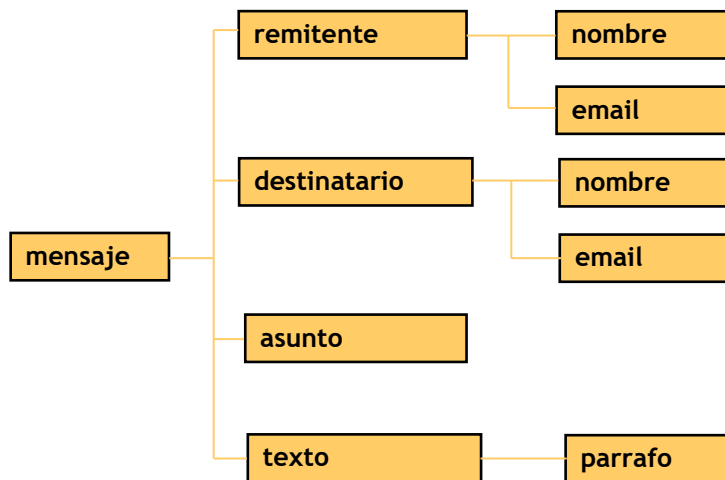 remitente
nombre
email
destinatario
nombre
email
mensaje
asunto
texto
parrafo